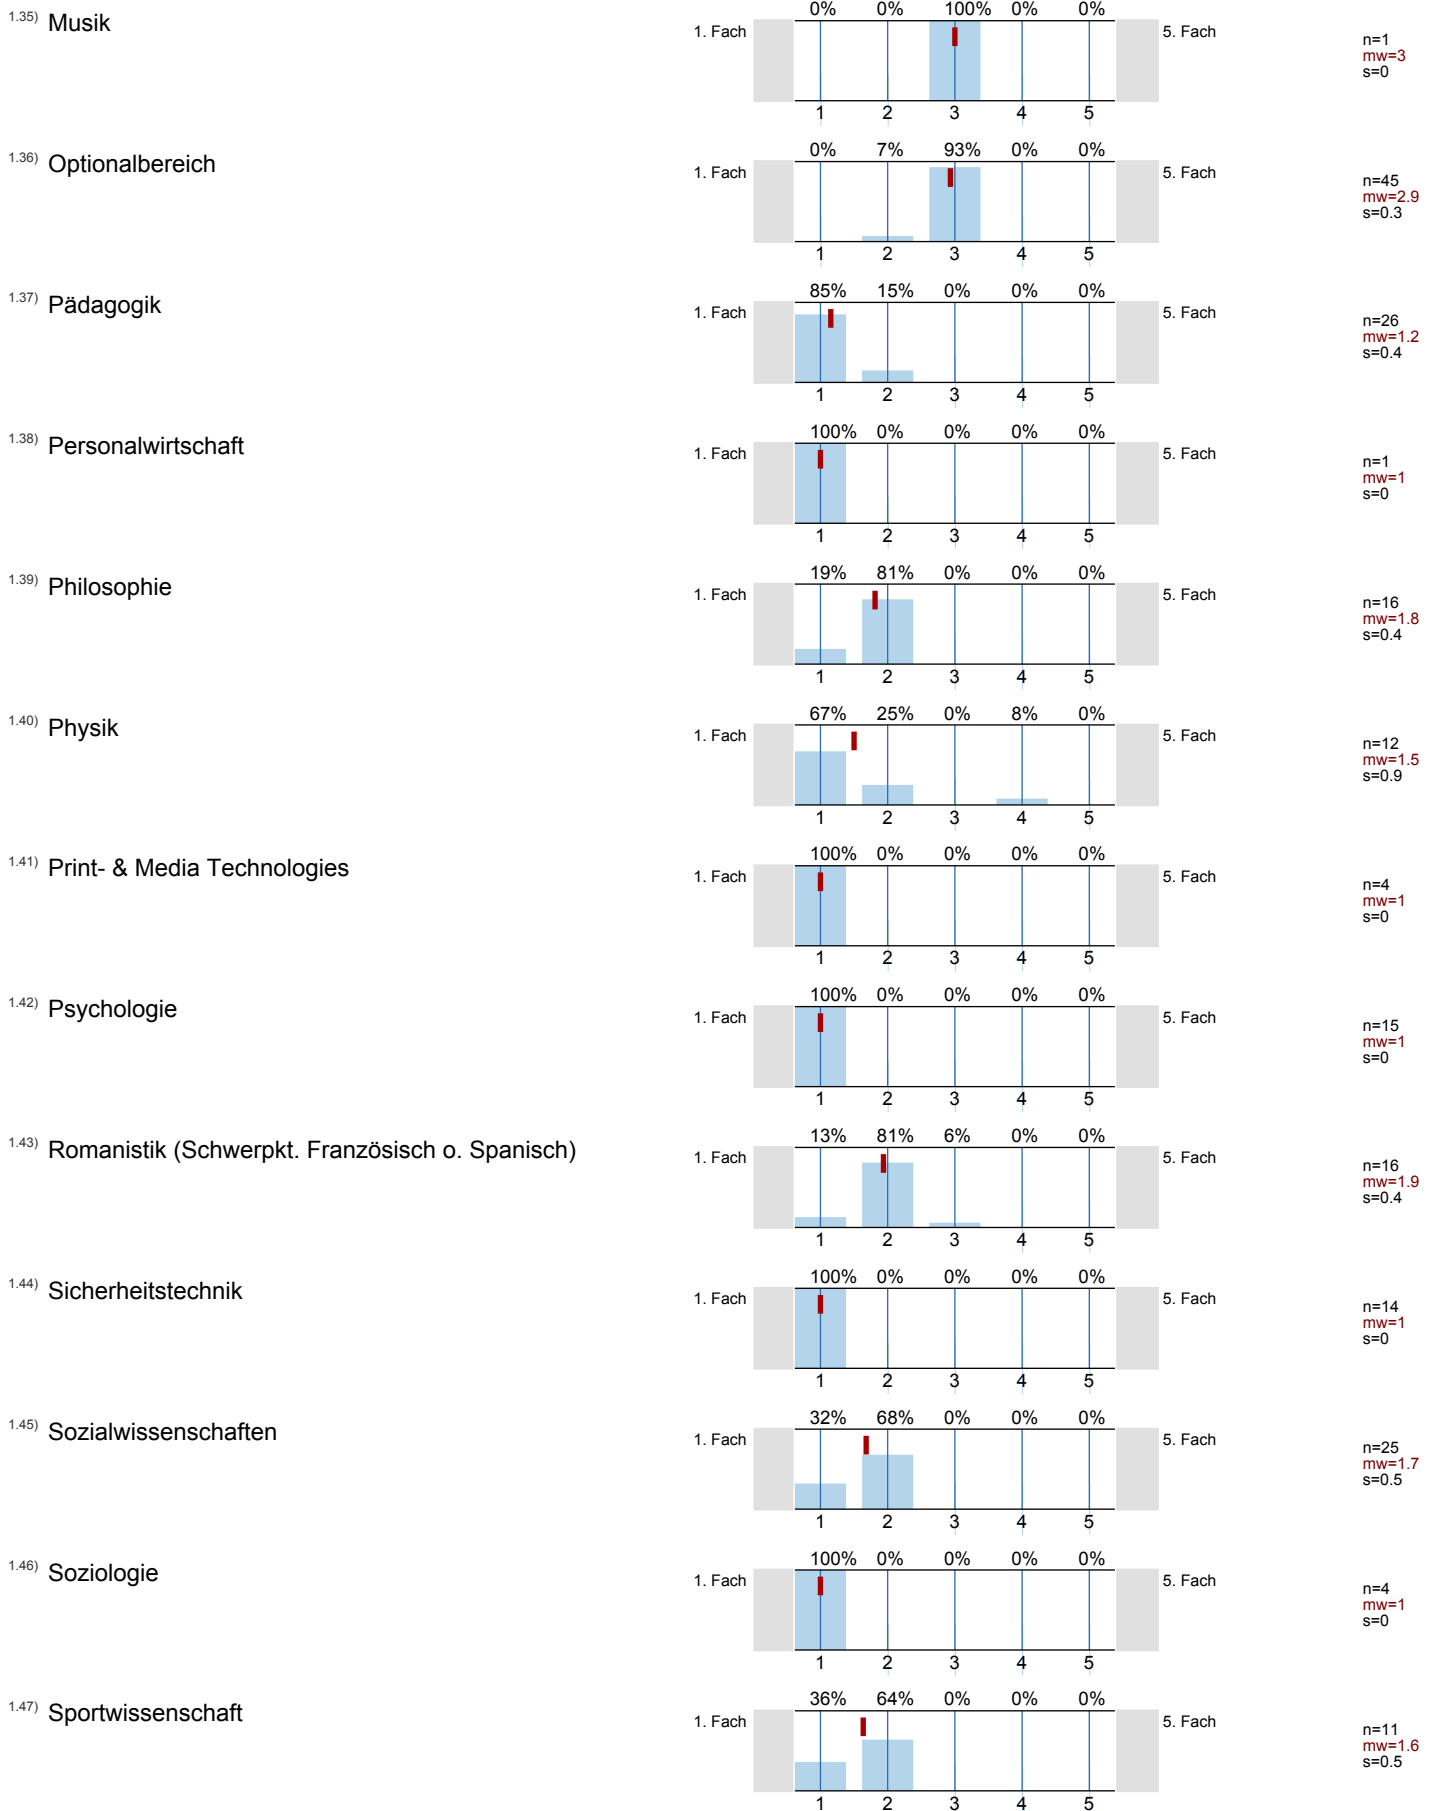 1.35) Musik
0% 0% 100% 0% 0%
1. Fach 5. Fach
n=1
mw=3
s=0
1 2 3 4 5
1.36) Optionalbereich
0% 7% 93% 0% 0%
1. Fach 5. Fach
n=45
mw=2.9
s=0.3
1 2 3 4 5
1.37) Pädagogik
85% 15% 0% 0% 0%
1. Fach 5. Fach
n=26
mw=1.2
s=0.4
1 2 3 4 5
1.38) Personalwirtschaft
100% 0% 0% 0% 0%
1. Fach 5. Fach
n=1
mw=1
s=0
1 2 3 4 5
1.39) Philosophie
19% 81% 0% 0% 0%
1. Fach 5. Fach
n=16
mw=1.8
s=0.4
1 2 3 4 5
1.40) Physik
67% 25% 0% 8% 0%
1. Fach 5. Fach
n=12
mw=1.5
s=0.9
1 2 3 4 5
1.41) Print- & Media Technologies
100% 0% 0% 0% 0%
1. Fach 5. Fach
n=4
mw=1
s=0
1 2 3 4 5
1.42) Psychologie
100% 0% 0% 0% 0%
1. Fach 5. Fach
n=15
mw=1
s=0
1 2 3 4 5
1.43) Romanistik (Schwerpkt. Französisch o. Spanisch)
13% 81% 6% 0% 0%
1. Fach 5. Fach
n=16
mw=1.9
s=0.4
1 2 3 4 5
1.44) Sicherheitstechnik
100% 0% 0% 0% 0%
1. Fach 5. Fach
n=14
mw=1
s=0
1 2 3 4 5
1.45) Sozialwissenschaften
32% 68% 0% 0% 0%
1. Fach 5. Fach
n=25
mw=1.7
s=0.5
1 2 3 4 5
1.46) Soziologie
100% 0% 0% 0% 0%
1. Fach 5. Fach
n=4
mw=1
s=0
1 2 3 4 5
1.47) Sportwissenschaft
36% 64% 0% 0% 0%
1. Fach 5. Fach
n=11
mw=1.6
s=0.5
1 2 3 4 5